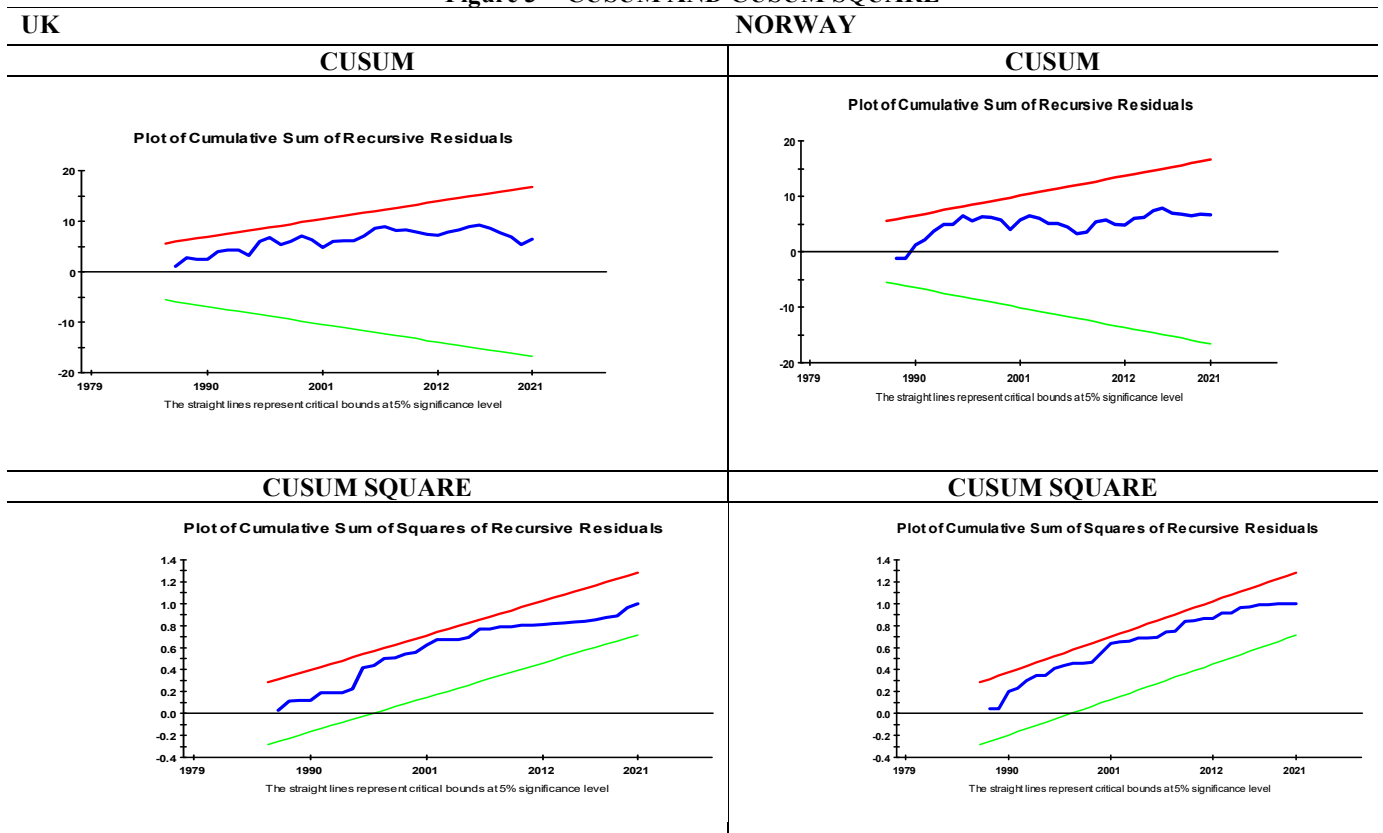 Figure 3 CUSUM AND CUSUM SQUARE
UK NORWAY
CUSUM CUSUM
Plot of Cumulative Sum of Recursive Residuals
20
10
0
-10
-20
1979 1990 2001 2012 2021
The straight lines represent critical bounds at 5% significance level
Plot of Cumulative Sum of Recursive Residuals
20
10
0
-10
-20
1979 1990 2001 2012 2021
The straight lines represent critical bounds at 5% significance level
CUSUM SQUARE CUSUM SQUARE
Plot of Cumulative Sum of Squares of Recursive Residuals
1.4
1.2
1.0
0.8
0.6
0.4
0.2
0.0
-0.2
-0.4
1979 1990 2001 2012 2021
The straight lines represent critical bounds at 5% significance level
Plot of Cumulative Sum of Squares of Recursive Residuals
1.4
1.2
1.0
0.8
0.6
0.4
0.2
0.0
-0.2
-0.4
1979 1990 2001 2012 2021
The straight lines represent critical bounds at 5% significance level